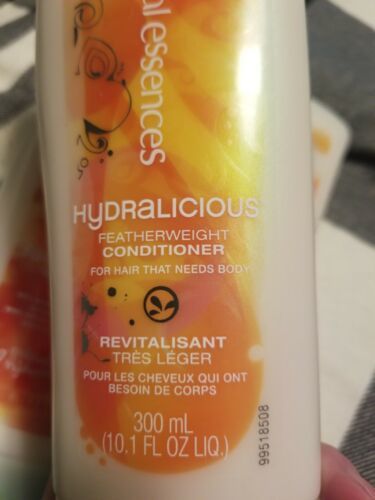 al essences
HYDRALICIOUS
FEATHERWEIGHT
CONDITIONER
FOR HAIR THAT NEEDS BODY
REVITALISANT
TRÈS LÉGER
POUR LES CHEVEUX QUI ONT
BESOIN DE CORPS
300 mL
(10.1 FL OZ LIQ.)
99518508